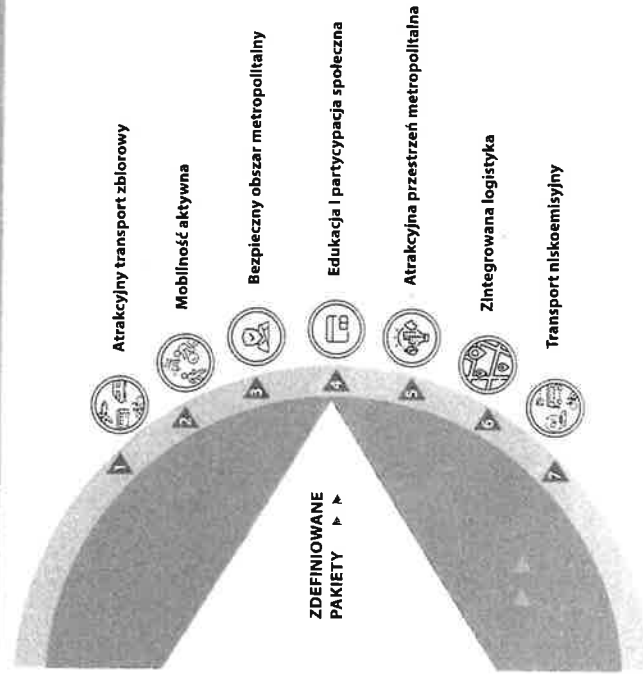 ZDEFINIOWANE
PAKIETY
1
Atrakcyjny transport zbiorowy
2
Mobilność aktywna
3
Bezpieczny obszar metropolitalny
4
Edukacja i partycypacja społeczna
5
Atrakcyjna przestrzeń metropolitalna
6
Zintegrowana logistyka
7
Transport niskoemisyjny